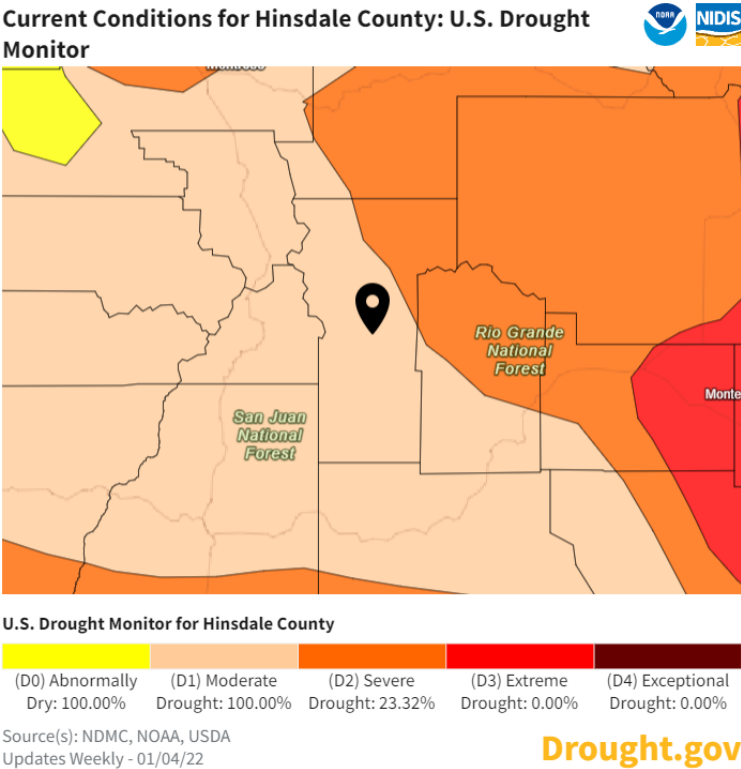 Current Conditions for Hinsdale County: U.S. Drought
Monitor
NOAA
NIDIS
Montrose
Rio Grande
National
Forest
Monte
San Juan
National
Forest
U.S. Drought Monitor for Hinsdale County
(D0) Abnormally
Dry: 100.00%
(D1) Moderate
Drought: 100.00%
(D2) Severe
Drought: 23.32%
(D3) Extreme
Drought: 0.00%
(D4) Exceptional
Drought: 0.00%
Source(s): NDMC, NOAA, USDA
Updates Weekly - 01/04/22
Drought.gov